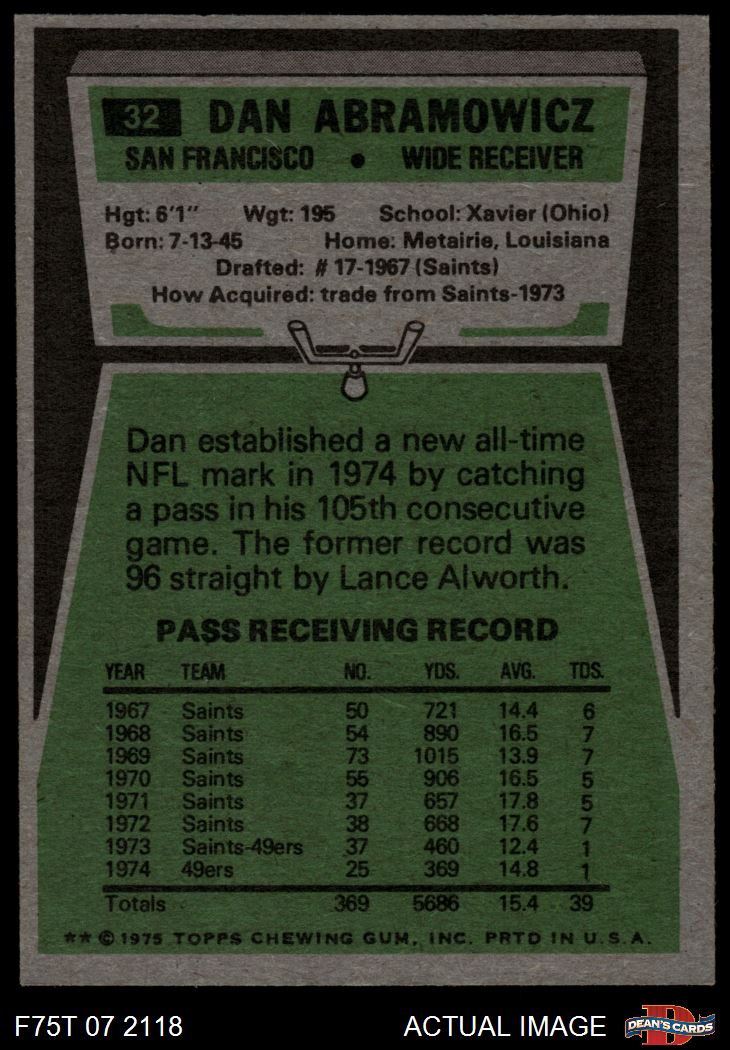 32 DAN ABRAMOWICZ
SAN FRANCISCO • WIDE RECEIVER
Hgt: 6'1" Wgt: 195 School: Xavier (Ohio)
Born: 7-13-45 Home: Metairie, Louisiana
Drafted: # 17-1967 (Saints)
How Acquired: trade from Saints-1973
Dan established a new all-time
NFL mark in 1974 by catching
a pass in his 105th consecutive
game. The former record was
96 straight by Lance Alworth.
PASS RECEIVING RECORD
YEAR TEAM NO. YDS. AVG. TDS.
1967 Saints 50 721 14.4 6
1968 Saints 54 890 16.5 7
1969 Saints 73 1015 13.9 7
1970 Saints 55 906 16.5 5
1971 Saints 37 657 17.8 5
1972 Saints 38 668 17.6 7
1973 Saints-49ers 37 460 12.4 1
1974 49ers 25 369 14.8 1
Totals 369 5686 15.4 39
** © 1975 TOPPS CHEWING GUM, INC. PRTD IN U.S.A.
F75T 07 2118 ACTUAL IMAGE D DEAN'S CARDS